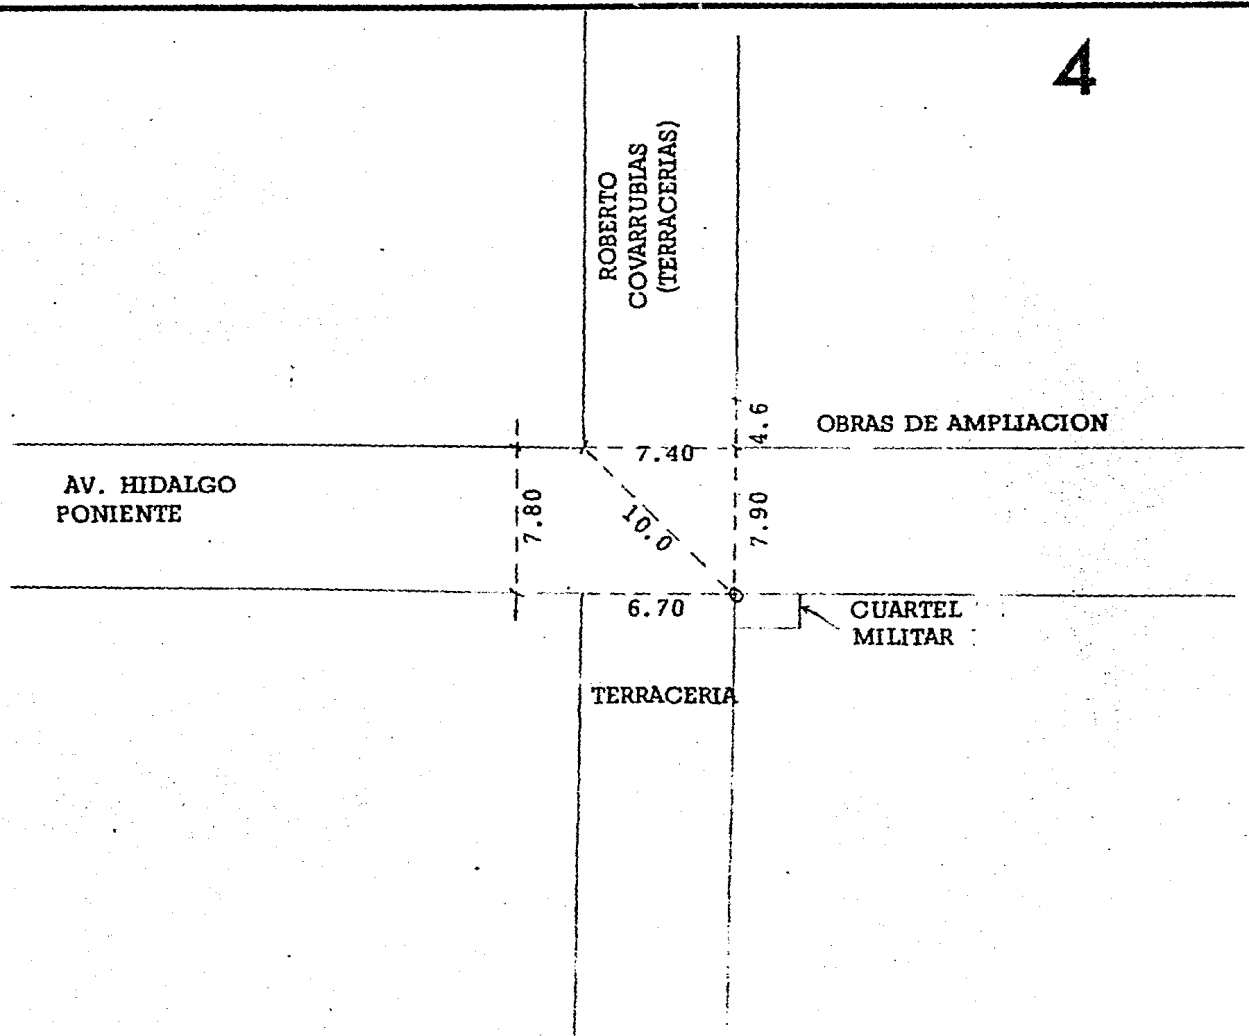 4
ROBERTO
COVARRUBIAS
(TERRACERIAS)
4.6
OBRAS DE AMPLIACION
7.40
AV. HIDALGO
PONIENTE
7.80
10.0
7.90
6.70
CUARTEL
MILITAR
TERRACERIA